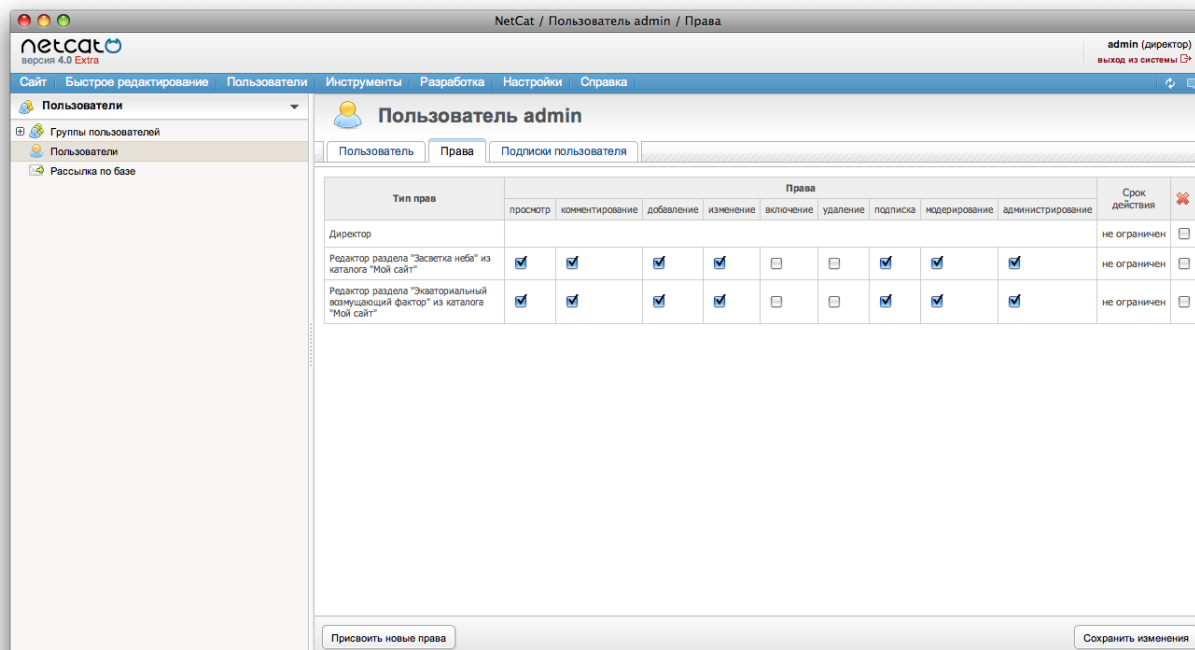 NetCat / Пользователь admin / Права
netcat
версия 4.0 Extra
admin (директор)
выход из системы
Сайт Быстрое редактирование Пользователи Инструменты Разработка Настройки Справка
Пользователи
Группы пользователей
Пользователи
Рассылка по базе
Пользователь admin
Пользователь Права Подписки пользователя
Тип прав
Права
Срок
действия
просмотр комментирование добавление изменение включение удаление подписка модерирование администрирование
Директор
не ограничен
Редактор раздела "Засветка неба" из
каталога "Мой сайт"
не ограничен
Редактор раздела "Экваториальный
возмущающий фактор" из каталога
"Мой сайт"
не ограничен
Присвоить новые права
Сохранить изменения